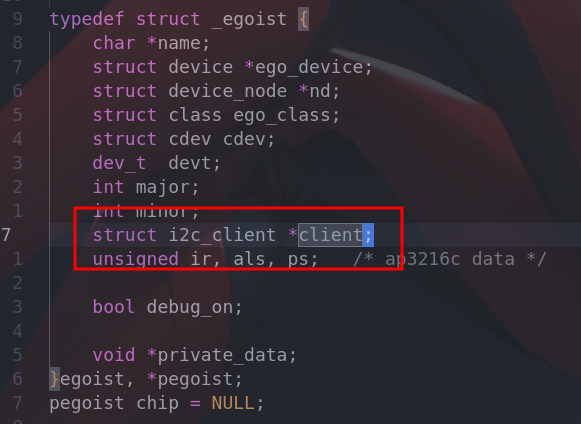 9 typedef struct _egoist {
8 char *name;
7 struct device *ego_device;
6 struct device_node *nd;
5 struct class ego_class;
4 struct cdev cdev;
3 dev_t devt;
2 int major;
1 int minor;
7 struct i2c_client *client;
1 unsigned ir, als, ps; /* ap3216c data */
2
3 bool debug_on;
4
5 void *private_data;
6 }egoist, *pegoist;
7 pegoist chip = NULL;